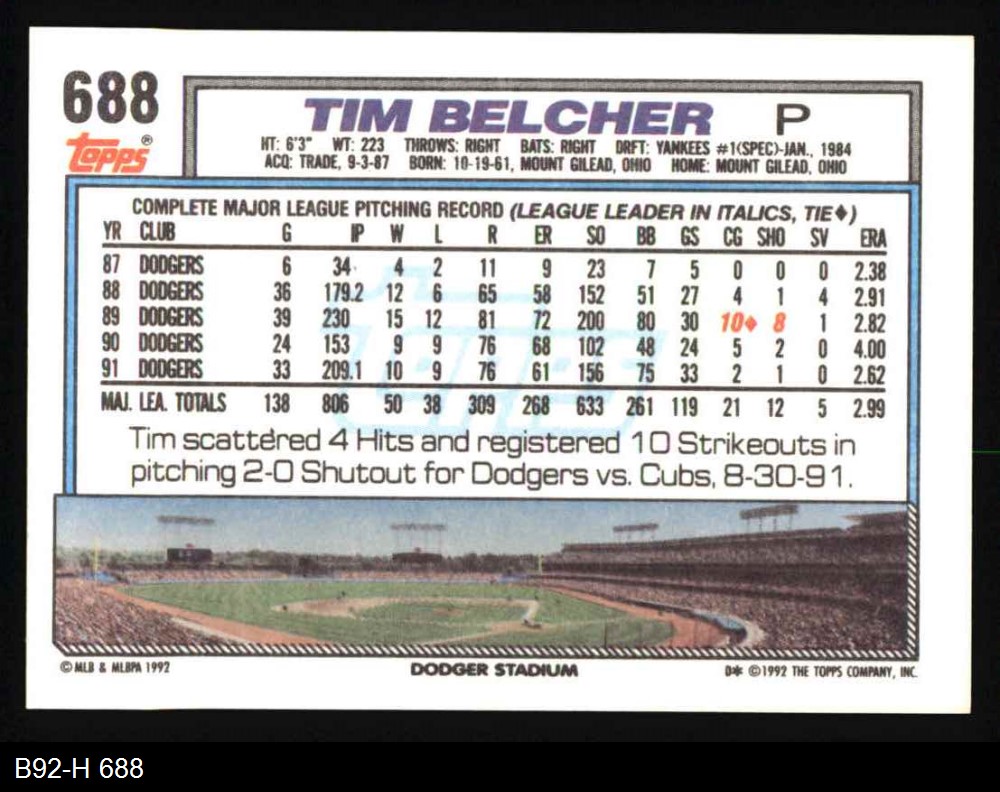 688
Topps®
TIM BELCHER P
HT: 6'3" WT: 223 THROWS: RIGHT BATS: RIGHT DRFT: YANKEES #1(SPEC)-JAN., 1984
ACQ: TRADE, 9-3-87 BORN: 10-19-61, MOUNT GILEAD, OHIO HOME: MOUNT GILEAD, OHIO
COMPLETE MAJOR LEAGUE PITCHING RECORD (LEAGUE LEADER IN ITALICS, TIE♦)
YR CLUB G IP W L R ER SO BB GS CG SHO SV ERA
87 DODGERS 6 34 4 2 11 9 23 7 5 0 0 0 2.38
88 DODGERS 36 179.2 12 6 65 58 152 51 27 4 1 4 2.91
89 DODGERS 39 230 15 12 81 72 200 80 30 10♦ 8 1 2.82
90 DODGERS 24 153 9 9 76 68 102 48 24 5 2 0 4.00
91 DODGERS 33 209.1 10 9 76 61 156 75 33 2 1 0 2.62
MAJ. LEA. TOTALS 138 806 50 38 309 268 633 261 119 21 12 5 2.99
Tim scattered 4 Hits and registered 10 Strikeouts in
pitching 2-0 Shutout for Dodgers vs. Cubs, 8-30-91.
© MLB & MLBPA 1992 DODGER STADIUM D* © 1992 THE TOPPS COMPANY, INC.
B92-H 688